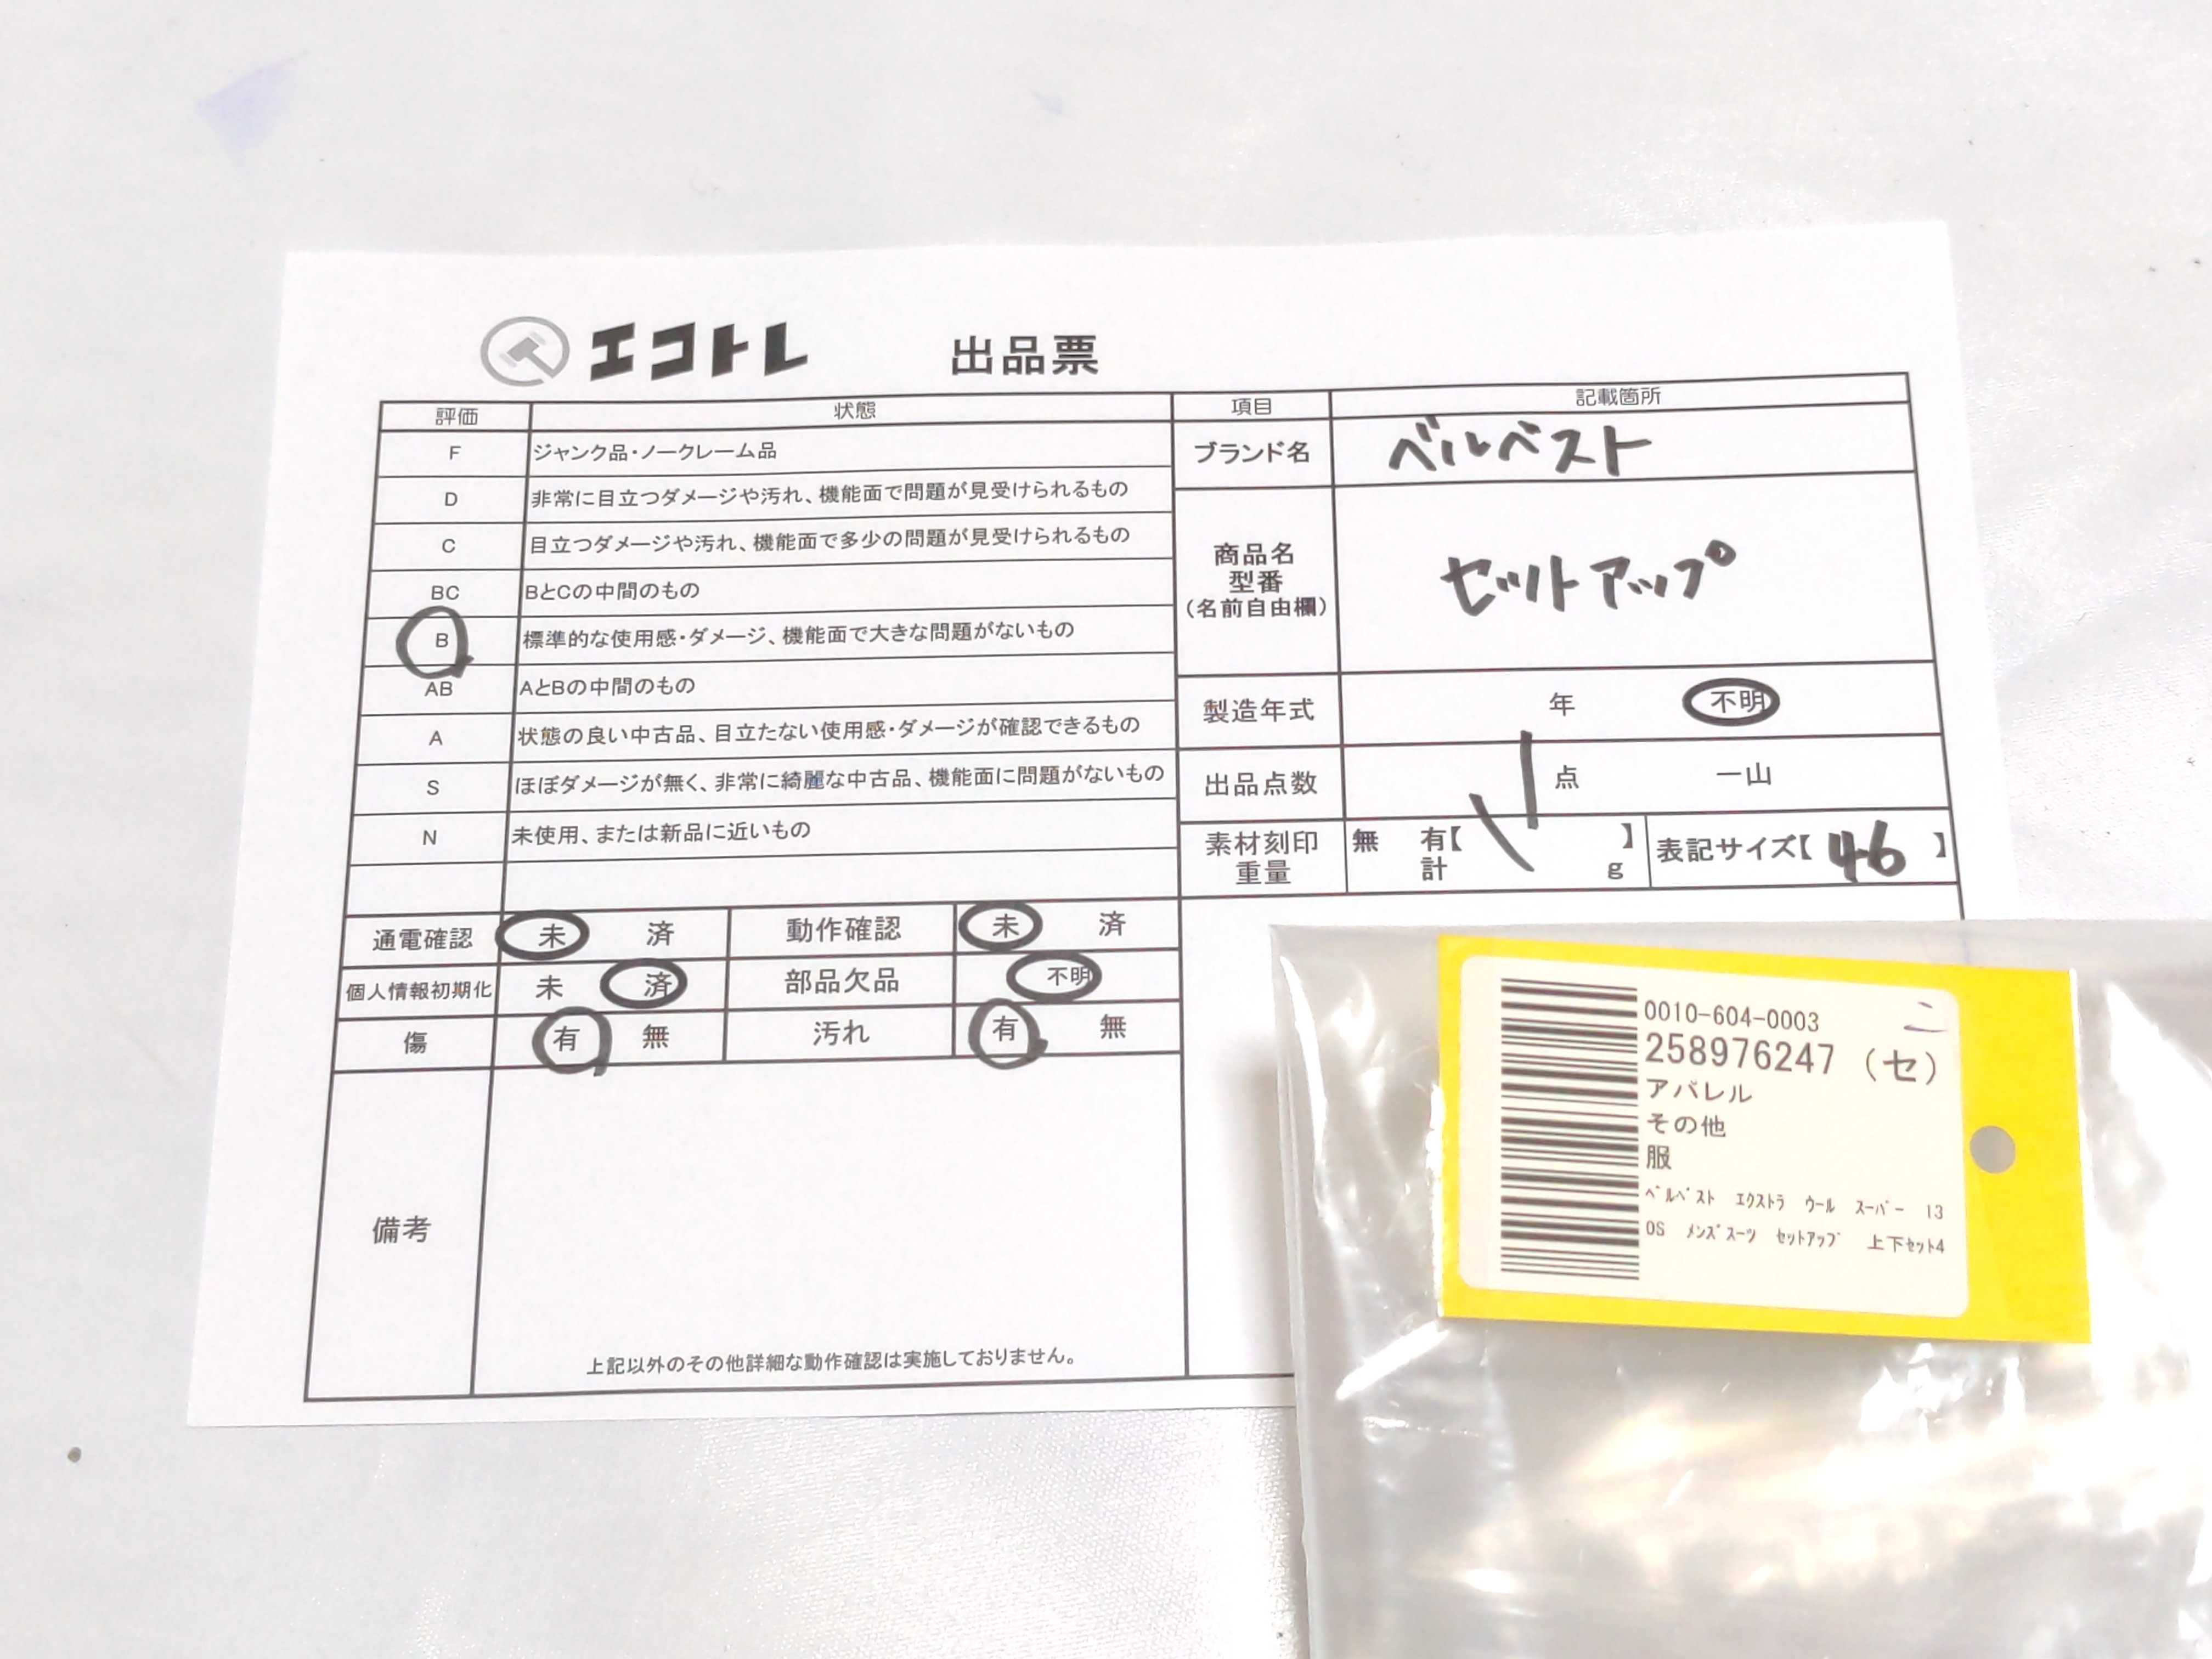 エコトレ 出品票
評価 状態 項目 記載箇所
F ジャンク品・ノークレーム品
D 非常に目立つダメージや汚れ、機能面で問題が見受けられるもの
C 目立つダメージや汚れ、機能面で多少の問題が見受けられるもの
BC BとCの中間のもの
B 標準的な使用感・ダメージ、機能面で大きな問題がないもの
AB AとBの中間のもの
A 状態の良い中古品、目立たない使用感・ダメージが確認できるもの
S ほぼダメージが無く、非常に綺麗な中古品、機能面に問題がないもの
N 未使用、または新品に近いもの
ブランド名 ベルベスト
商品名
型番
(名前自由欄)
セットアップ
製造年式 年 不明
出品点数 1 点 一山
素材刻印 無 有【 】
重量 計 g
表記サイズ【 46 】
通電確認 未 済 動作確認 未 済
個人情報初期化 未 済 部品欠品 不明
傷 有 無 汚れ 有 無
備考
上記以外のその他詳細な動作確認は実施しておりません。
0010-604-0003
258976247 (セ)
アパレル
その他
服
ﾍﾞﾙﾍﾞｽﾄ ｴｸｽﾄﾗ ｳｰﾙ ｽｰﾊﾟｰ 13
0S ﾒﾝｽﾞｽｰﾂ ｾｯﾄｱｯﾌﾟ 上下ｾｯﾄ4